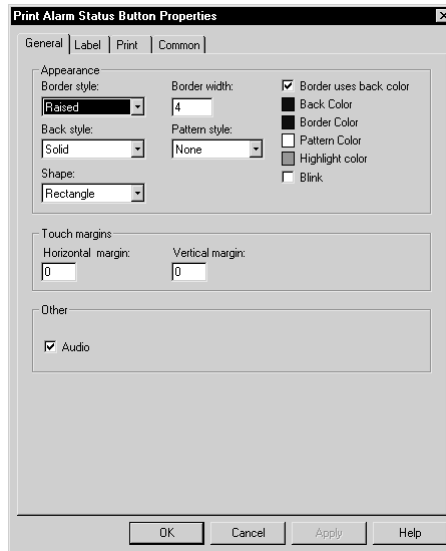 Print Alarm Status Button Properties
General Label Print Common
Appearance
Border style: Border width: Border uses back color
Raised 4 Back Color
Border Color
Back style: Pattern style: Pattern Color
Solid None Highlight color
Shape: Blink
Rectangle
Touch margins
Horizontal margin: Vertical margin:
0 0
Other
Audio
OK Cancel Apply Help